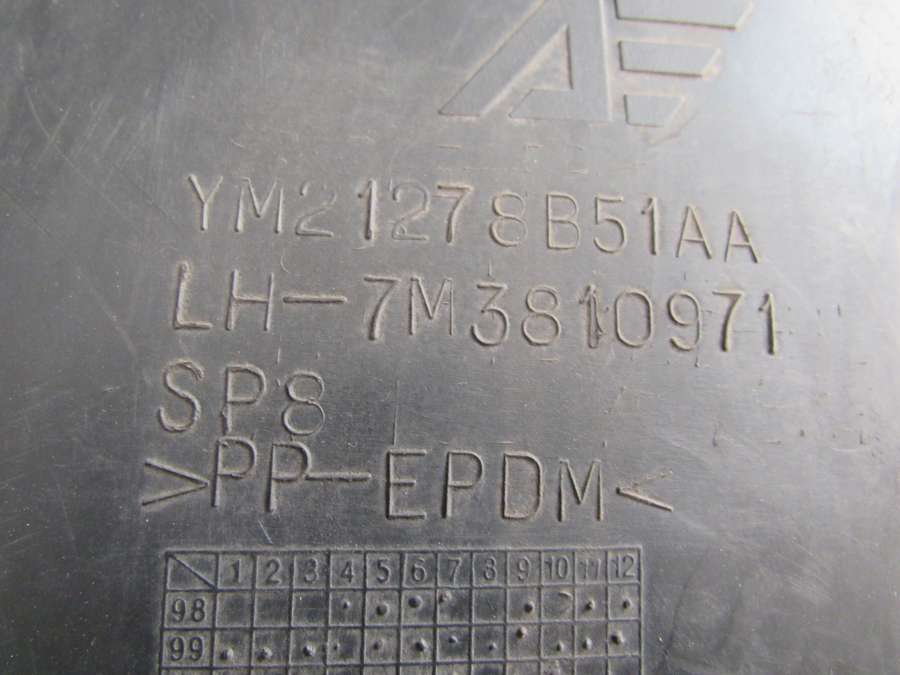 YM21278B51AA
LH-7M3810971
SP8
>PP-EPDM<
1 2 3 4 5 6 7 8 9 10 11 12
98
99